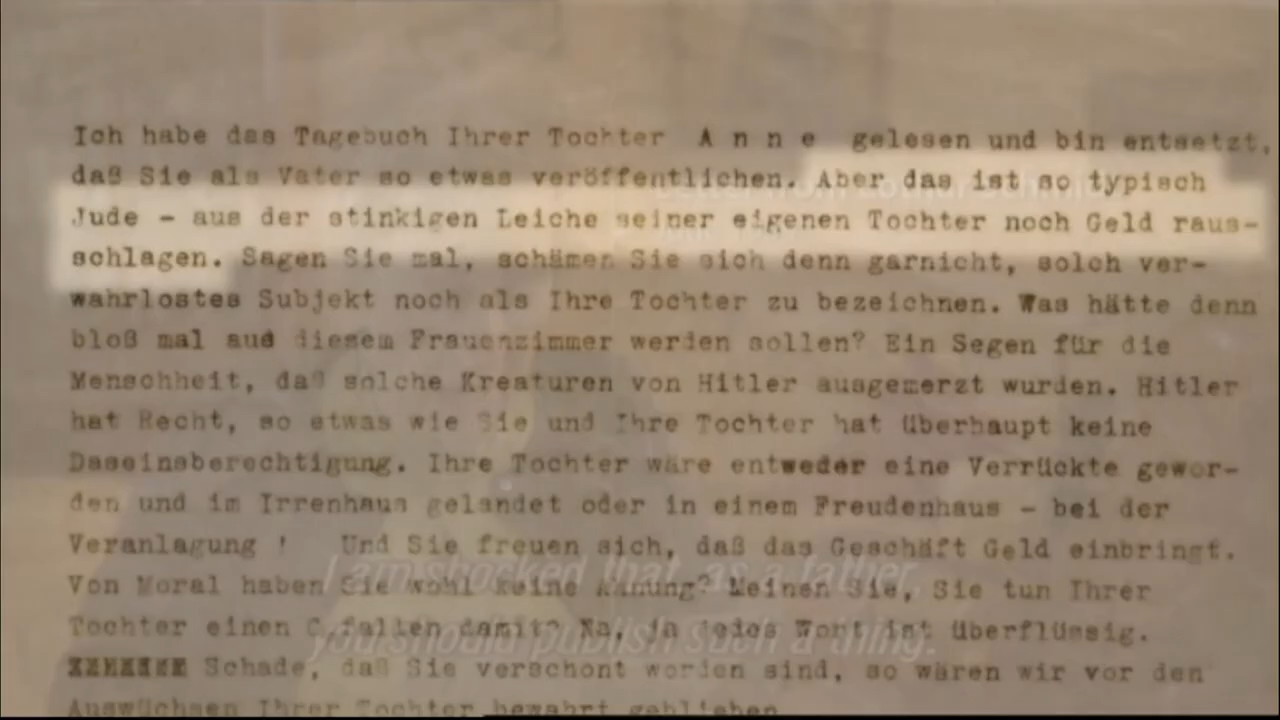 Ich habe das Tagebuch Ihrer Tochter A n n e gelesen und bin entsetzt,
daß Sie als Vater so etwas veröffentlichen. Aber das ist so typisch
Jude - aus der stinkigen Leiche seiner eigenen Tochter noch Geld raus-
schlagen. Sagen Sie mal, schämen Sie sich denn garnicht, solch ver-
wahrlostes Subjekt noch als Ihre Tochter zu bezeichnen. Was hätte denn
bloß mal aus diesem Frauenzimmer werden sollen? Ein Segen für die
Menschheit, daß solche Kreaturen von Hitler ausgemerzt wurden. Hitler
hat Recht, so etwas wie Sie und Ihre Tochter hat überhaupt keine
Daseinsberechtigung. Ihre Tochter wäre entweder eine Verrückte gewor-
den und im Irrenhaus gelandet oder in einem Freudenhaus - bei der
Veranlagung ! Und Sie freuen sich, daß das Geschäft Geld einbringt.
Von Moral haben Sie wohl keine Ahnung? Meinen Sie, Sie tun Ihrer
Tochter einen Gefallen damit? Na, ja jedes Wort ist überflüssig.
Schade, daß Sie verschont worden sind, so wären wir vor den
Auswüchsen Ihrer Tochter bewahrt geblieben
I am shocked that, as a father,
you should publish such a thing.